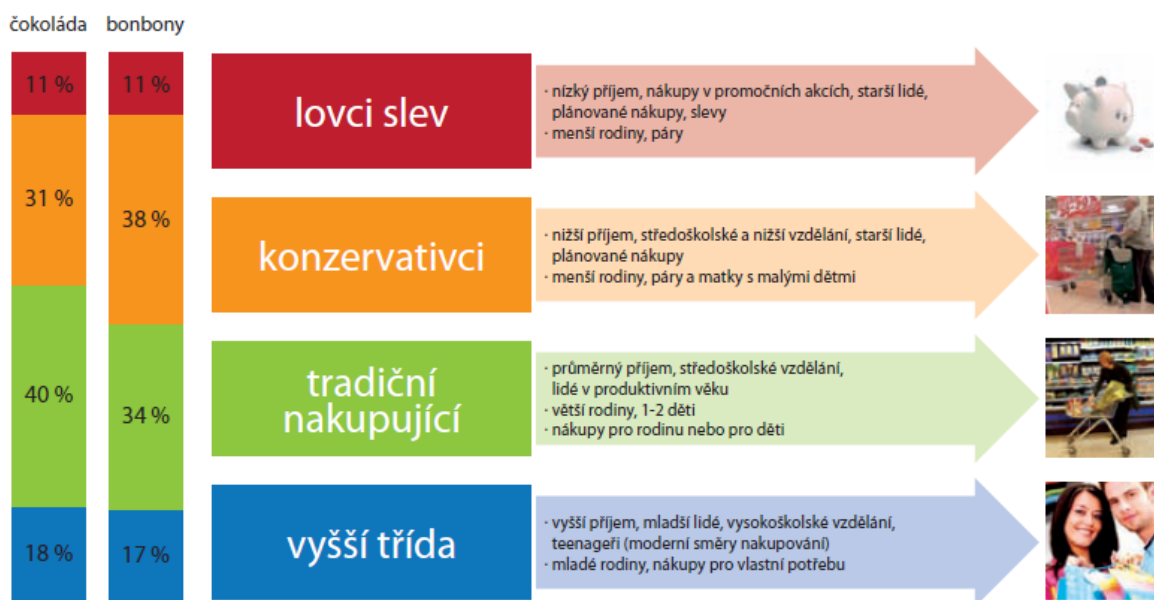 čokoláda
bonbony
11 %
11 %
31 %
38 %
40 %
34 %
18 %
17 %
lovci slev
· nízký příjem, nákupy v promočních akcích, starší lidé,
plánované nákupy, slevy
· menší rodiny, páry
konzervativci
· nižší příjem, středoškolské a nižší vzdělání, starší lidé,
plánované nákupy
· menší rodiny, páry a matky s malými dětmi
tradiční
nakupující
· průměrný příjem, středoškolské vzdělání,
lidé v produktivním věku
· větší rodiny, 1-2 děti
· nákupy pro rodinu nebo pro děti
vyšší třída
· vyšší příjem, mladší lidé, vysokoškolské vzdělání,
teenageři (moderní směry nakupování)
· mladé rodiny, nákupy pro vlastní potřebu